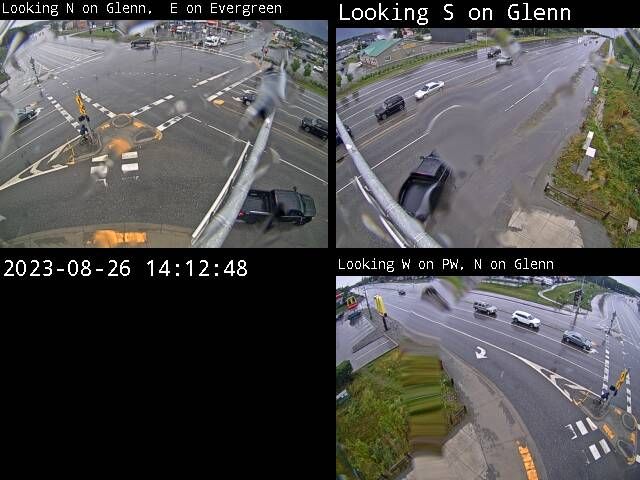 Looking N on Glenn,  E on Evergreen
Looking S on Glenn
2023-08-26 14:12:48
Looking W on PW, N on Glenn